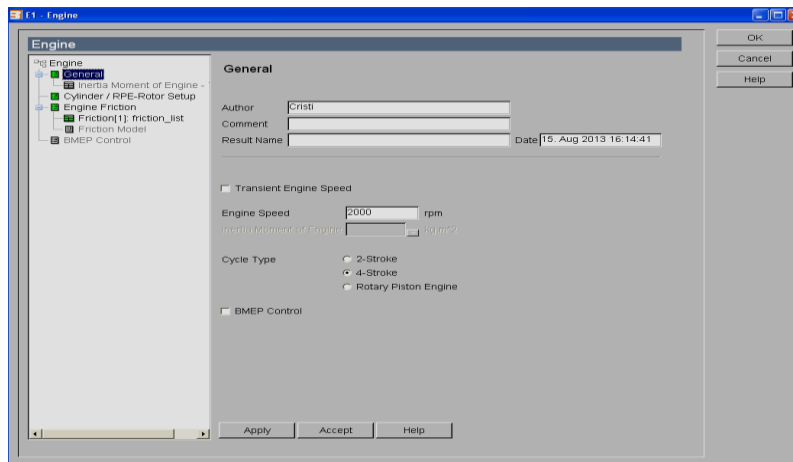 E1 - Engine
Engine
OK
Cancel
Help
Engine
General
Inertia Moment of Engine -
Cylinder / RPE-Rotor Setup
Engine Friction
Friction[1]: friction_list
Friction Model
BMEP Control
General
Author Cristi
Comment
Result Name Date 15. Aug 2013 16:14:41
Transient Engine Speed
Engine Speed 2000 rpm
Inertia Moment of Engine kg.m^2
Cycle Type 2-Stroke
4-Stroke
Rotary Piston Engine
BMEP Control
Apply Accept Help